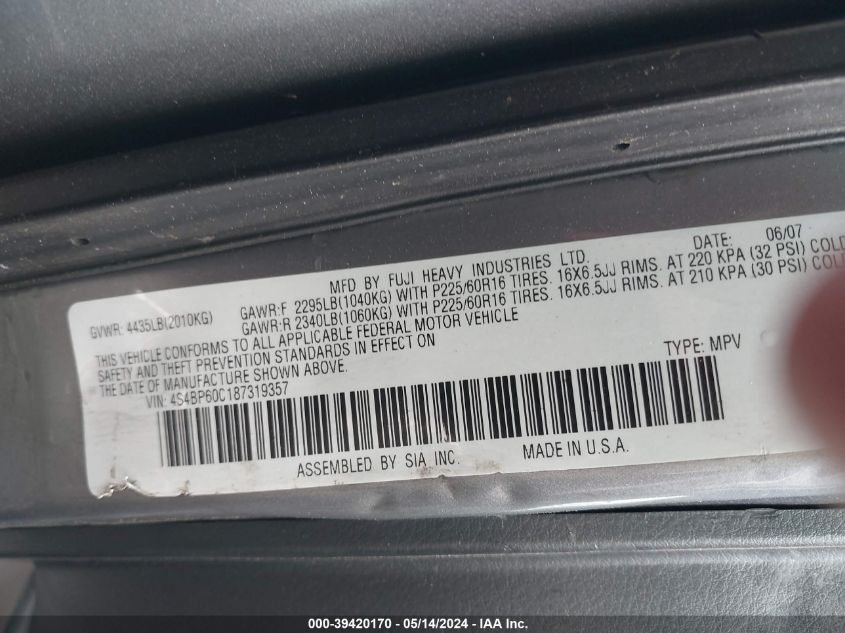 MFD BY FUJI HEAVY INDUSTRIES LTD. DATE: 06/07
GVWR: 4435LB(2010KG) GAWR:F 2295LB(1040KG) WITH P225/60R16 TIRES. 16X6.5JJ RIMS. AT 220 KPA (32 PSI) COLD
GAWR:R 2340LB(1060KG) WITH P225/60R16 TIRES. 16X6.5JJ RIMS. AT 210 KPA (30 PSI) COL
THIS VEHICLE CONFORMS TO ALL APPLICABLE FEDERAL MOTOR VEHICLE
SAFETY AND THEFT PREVENTION STANDARDS IN EFFECT ON
THE DATE OF MANUFACTURE SHOWN ABOVE.
VIN: 4S4BP60C187319357 TYPE: MPV
ASSEMBLED BY SIA INC. MADE IN U.S.A.
000-39420170 — 05/14/2024 — IAA Inc.